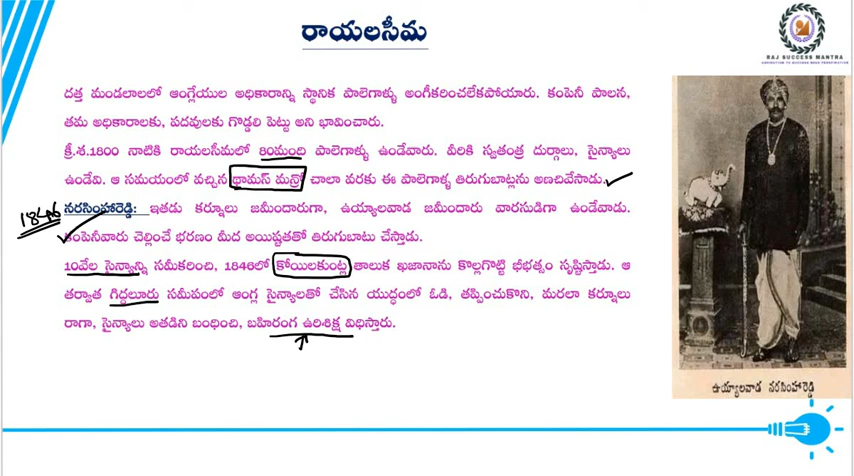 రాయలసీమ
RAJ SUCCESS MANTRA
దత్త మండలాలలో ఆంగ్లేయుల అధికారాన్ని స్థానిక పాలెగాళ్ళు అంగీకరించలేకపోయారు. కంపెనీ పాలన,
తమ అధికారాలకు, పదవులకు గొడ్డలి పెట్టు అని భావించారు.
క్రీ.శ.1800 నాటికి రాయలసీమలో 80మంది పాలెగాళ్ళు ఉండేవారు. వీరికి స్వతంత్ర దుర్గాలు, సైన్యాలు
ఉండేవి. ఆ సమయంలో వచ్చిన థామస్ మన్రో చాలా వరకు ఈ పాలెగాళ్ళ తిరుగుబాట్లను అణచివేసాడు.
1846
నరసింహారెడ్డి: ఇతడు కర్నూలు జమీందారుగా, ఉయ్యాలవాడ జమీందారు వారసుడిగా ఉండేవాడు.
కంపెనీవారు చెల్లించే భరణం మీద అయిష్టతతో తిరుగుబాటు చేస్తాడు.
10వేల సైన్యాన్ని సమీకరించి, 1846లో కోయిలకుంట్ల తాలుక ఖజానాను కొల్లగొట్టి భీభత్సం సృష్టిస్తాడు. ఆ
తర్వాత గిద్దలూరు సమీపంలో ఆంగ్ల సైన్యాలతో చేసిన యుద్ధంలో ఓడి, తప్పించుకొని, మరలా కర్నూలు
రాగా, సైన్యాలు అతడిని బంధించి, బహిరంగ ఉరిశిక్ష విధిస్తారు.
ఉయ్యాలవాడ నరసింహారెడ్డి